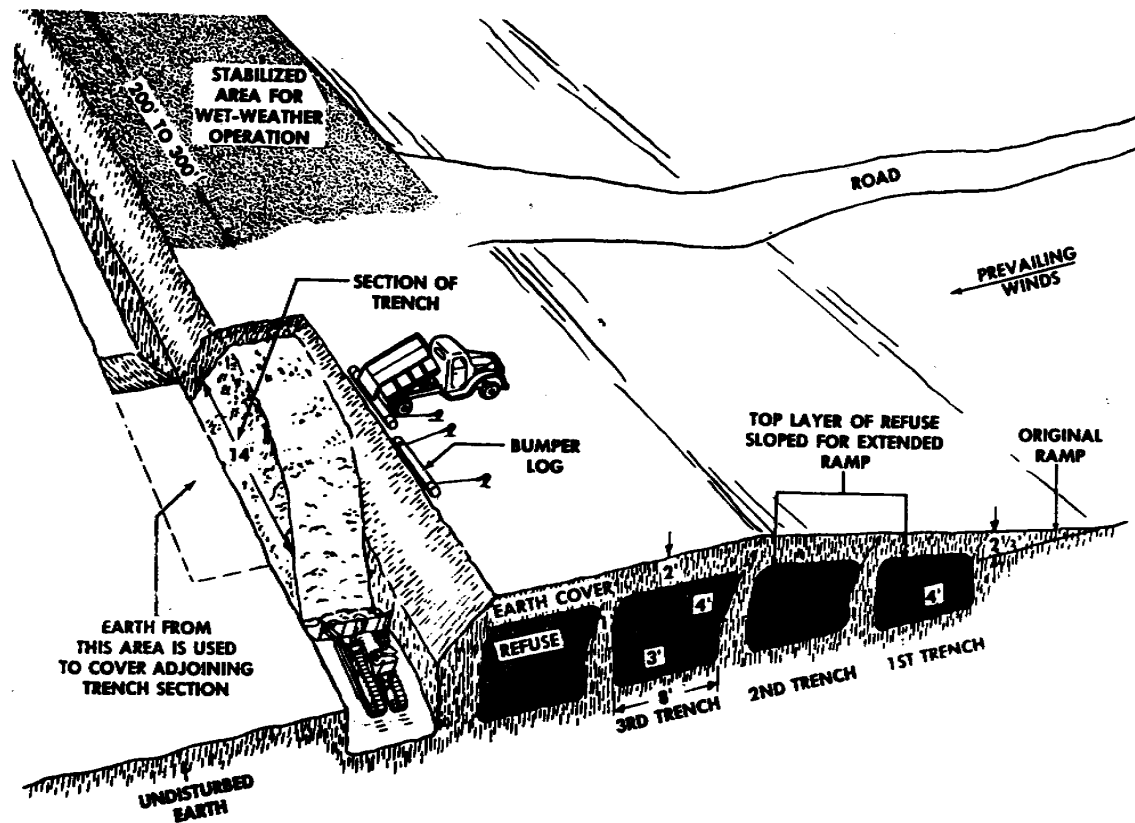 STABILIZED
AREA FOR
WET-WEATHER
OPERATION
200' TO 300'
ROAD
PREVAILING
WINDS
SECTION OF
TRENCH
14'
BUMPER
LOG
TOP LAYER OF REFUSE
SLOPED FOR EXTENDED
RAMP
ORIGINAL
RAMP
2'
2½'
EARTH COVER
REFUSE
4'
3'
4'
8'
3RD TRENCH
2ND TRENCH
1ST TRENCH
EARTH FROM
THIS AREA IS USED
TO COVER ADJOINING
TRENCH SECTION
UNDISTURBED
EARTH